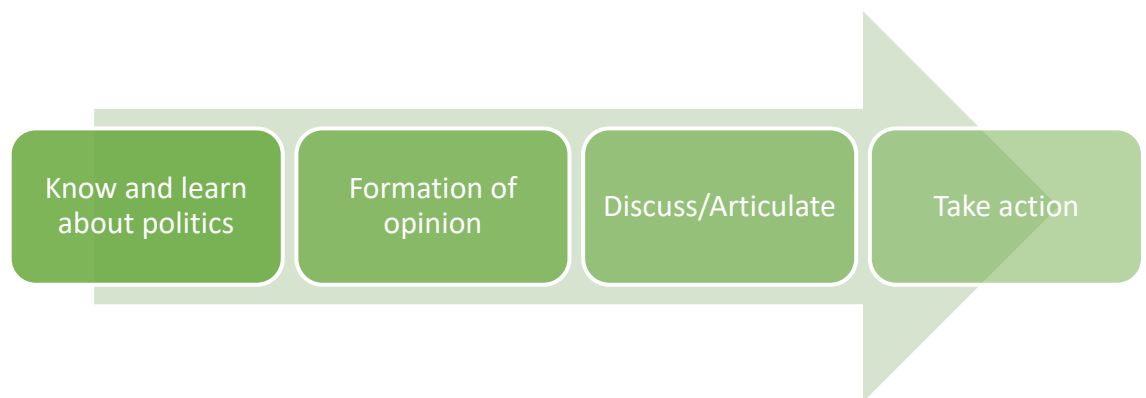 Know and learn
about politics
Formation of
opinion
Discuss/Articulate
Take action